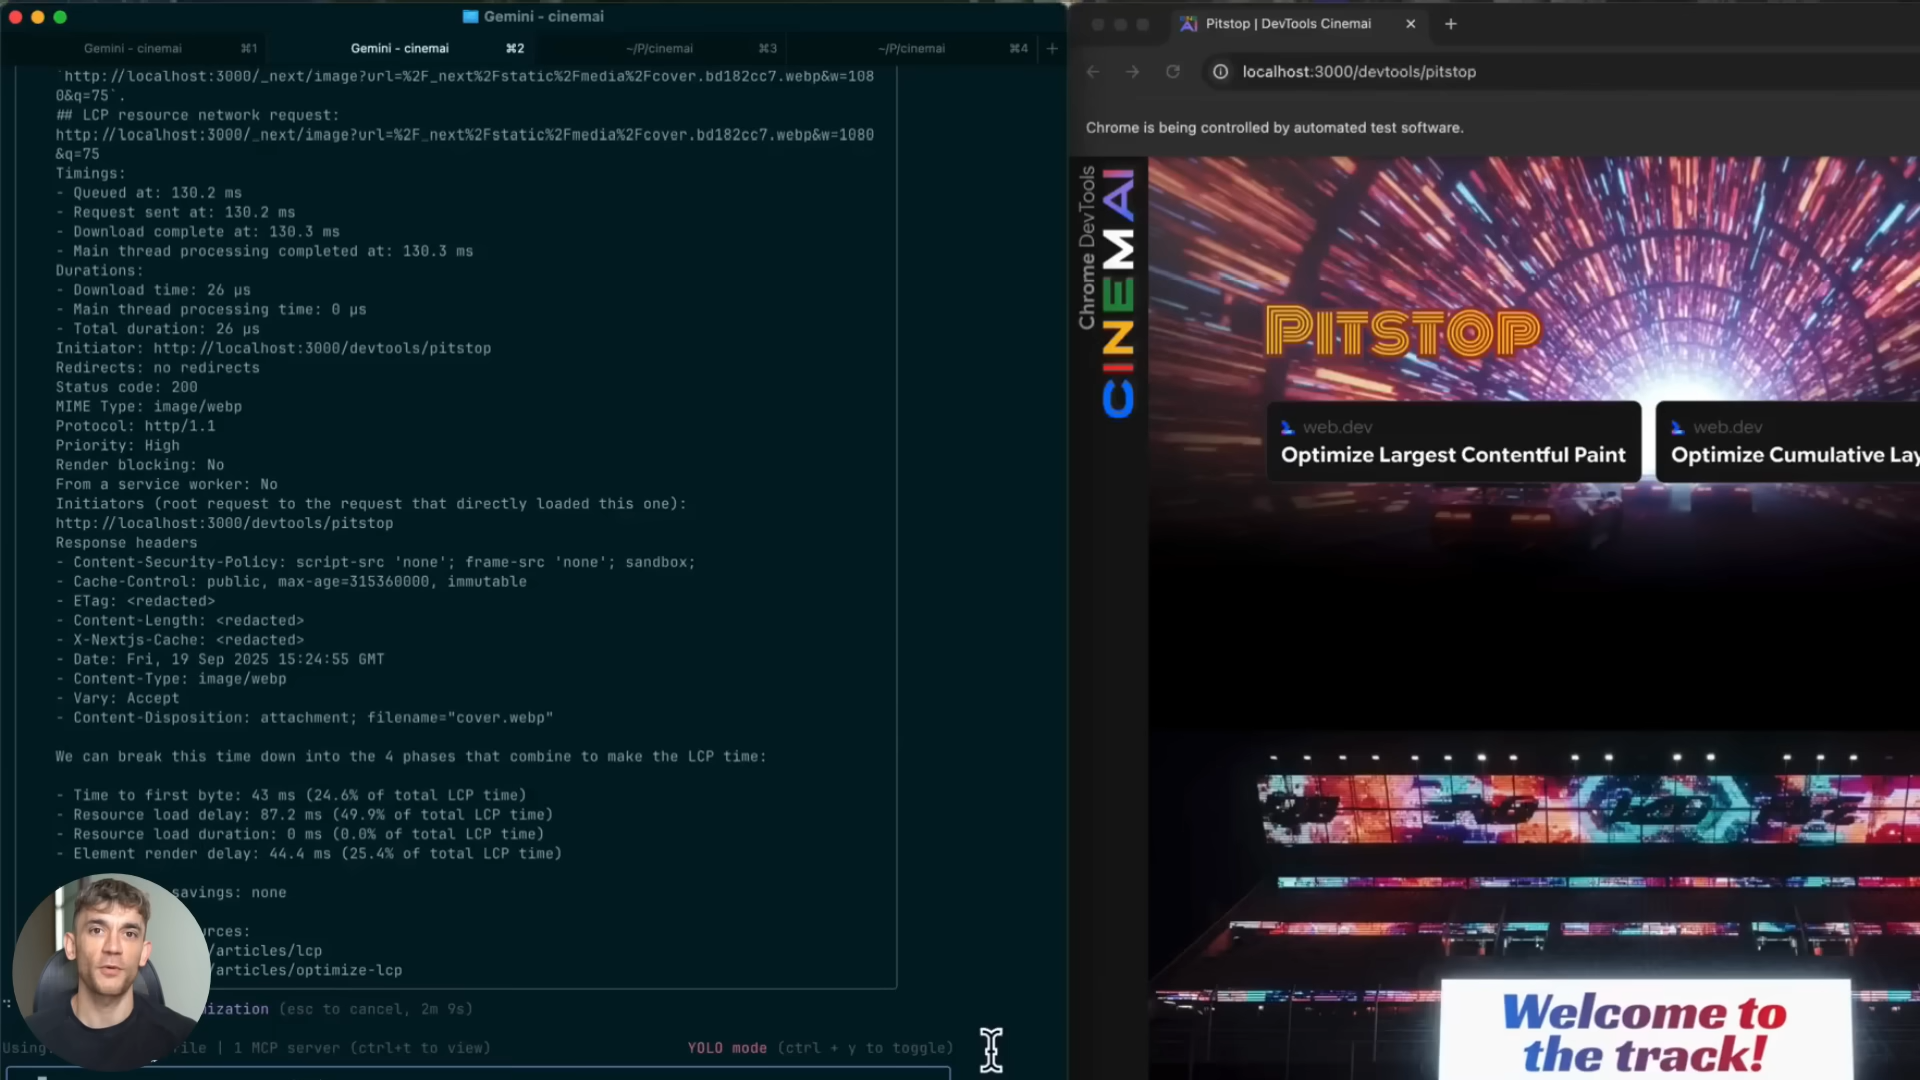 Gemini - cinemai
Gemini - cinemai ⌘1
Gemini - cinemai ⌘2
~/P/cinemai ⌘3
~/P/cinemai ⌘4
+
`http://localhost:3000/_next/image?url=%2F_next%2Fstatic%2Fmedia%2Fcover.bd182cc7.webp&w=108
0&q=75`.
## LCP resource network request:
http://localhost:3000/_next/image?url=%2F_next%2Fstatic%2Fmedia%2Fcover.bd182cc7.webp&w=1080
&q=75
Timings:
- Queued at: 130.2 ms
- Request sent at: 130.2 ms
- Download complete at: 130.3 ms
- Main thread processing completed at: 130.3 ms
Durations:
- Download time: 26 μs
- Main thread processing time: 0 μs
- Total duration: 26 μs
Initiator: http://localhost:3000/devtools/pitstop
Redirects: no redirects
Status code: 200
MIME Type: image/webp
Protocol: http/1.1
Priority: High
Render blocking: No
From a service worker: No
Initiators (root request to the request that directly loaded this one):
http://localhost:3000/devtools/pitstop
Response headers
- Content-Security-Policy: script-src 'none'; frame-src 'none'; sandbox;
- Cache-Control: public, max-age=315360000, immutable
- ETag: <redacted>
- Content-Length: <redacted>
- X-Nextjs-Cache: <redacted>
- Date: Fri, 19 Sep 2025 15:24:55 GMT
- Content-Type: image/webp
- Vary: Accept
- Content-Disposition: attachment; filename="cover.webp"
We can break this time down into the 4 phases that combine to make the LCP time:
- Time to first byte: 43 ms (24.6% of total LCP time)
- Resource load delay: 87.2 ms (49.9% of total LCP time)
- Resource load duration: 0 ms (0.0% of total LCP time)
- Element render delay: 44.4 ms (25.4% of total LCP time)
savings: none
rces:
/articles/lcp
/articles/optimize-lcp
ization (esc to cancel, 2m 9s)
Using: ile | 1 MCP server (ctrl+t to view)
YOLO mode (ctrl + y to toggle)
Pitstop | DevTools Cinemai
localhost:3000/devtools/pitstop
Chrome is being controlled by automated test software.
Chrome DevTools
CINEMAI
PITSTOP
web.dev
Optimize Largest Contentful Paint
web.dev
Optimize Cumulative Lay
Welcome to
the track!